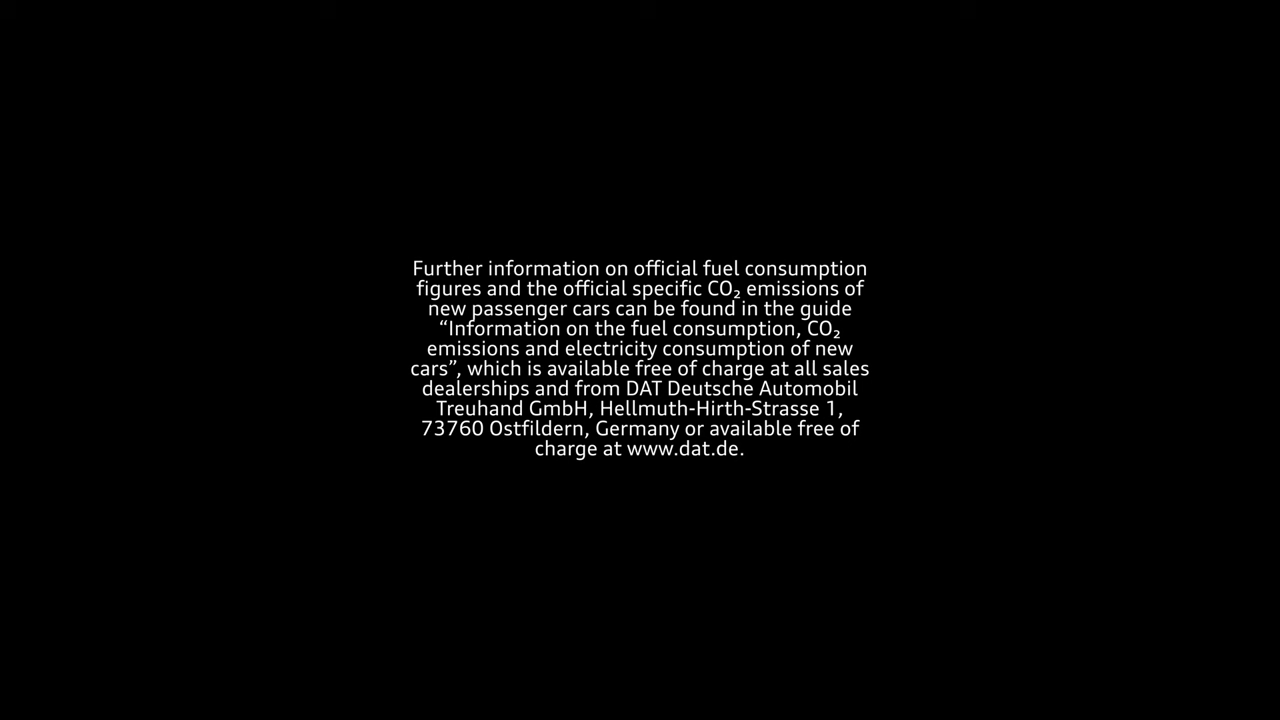 Further information on official fuel consumption
figures and the official specific CO₂ emissions of
new passenger cars can be found in the guide
“Information on the fuel consumption, CO₂
emissions and electricity consumption of new
cars”, which is available free of charge at all sales
dealerships and from DAT Deutsche Automobil
Treuhand GmbH, Hellmuth-Hirth-Strasse 1,
73760 Ostfildern, Germany or available free of
charge at www.dat.de.